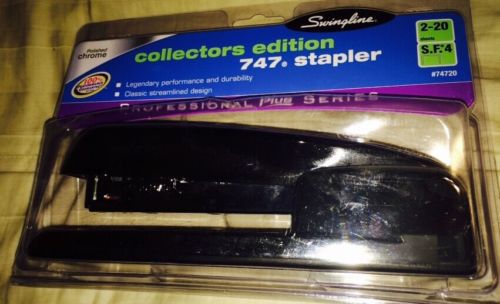 Swingline.
Polished
chrome
collectors edition
747® stapler
2-20
sheets
S.F.®4
#74720
100%
• Legendary performance and durability
• Classic streamlined design
Professional Plus Series